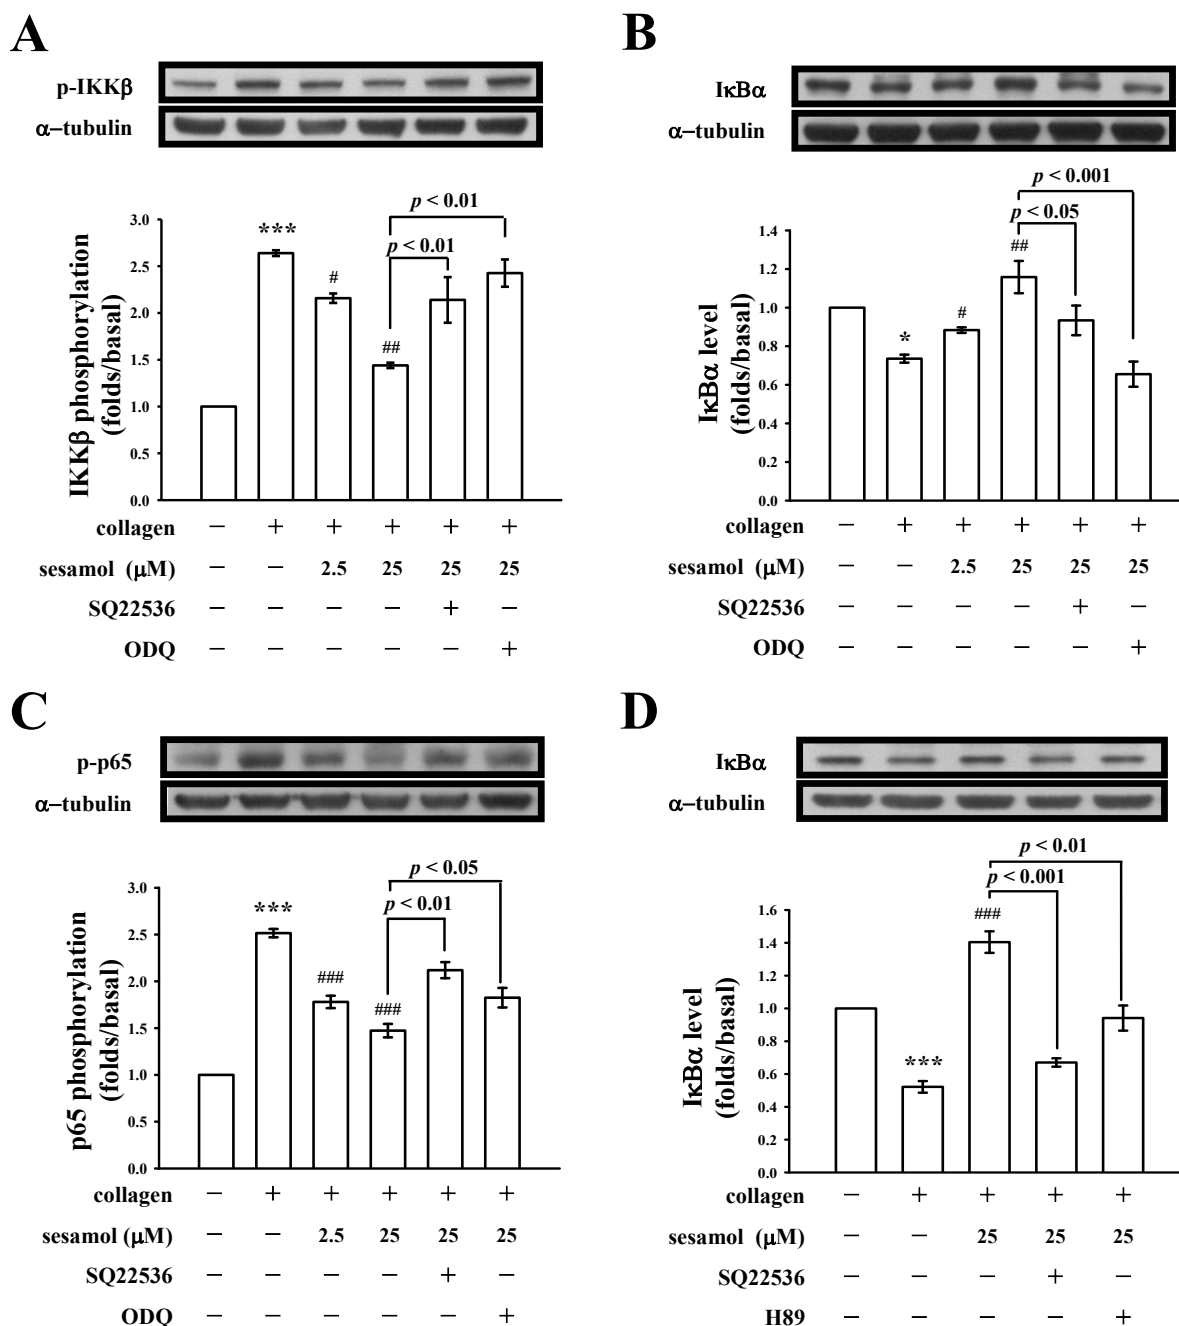 A
p-IKKβ
α–tubulin
p < 0.01
p < 0.01
***
#
##
IKKβ phosphorylation
(folds/basal)
3.0
2.5
2.0
1.5
1.0
0.5
0.0
collagen – + + + + +
sesamol (μM) – – 2.5 25 25 25
SQ22536 – – – – + –
ODQ – – – – – +
B
IκBα
α–tubulin
p < 0.001
p < 0.05
##
#
*
IκBα level
(folds/basal)
1.4
1.2
1.0
0.8
0.6
0.4
0.2
0.0
collagen – + + + + +
sesamol (μM) – – 2.5 25 25 25
SQ22536 – – – – + –
ODQ – – – – – +
C
p-p65
α–tubulin
p < 0.05
p < 0.01
***
###
###
p65 phosphorylation
(folds/basal)
3.0
2.5
2.0
1.5
1.0
0.5
0.0
collagen – + + + + +
sesamol (μM) – – 2.5 25 25 25
SQ22536 – – – – + –
ODQ – – – – – +
D
IκBα
α–tubulin
p < 0.01
p < 0.001
###
***
IκBα level
(folds/basal)
1.6
1.4
1.2
1.0
0.8
0.6
0.4
0.2
0.0
collagen – + + + +
sesamol (μM) – – 25 25 25
SQ22536 – – – + –
H89 – – – – +